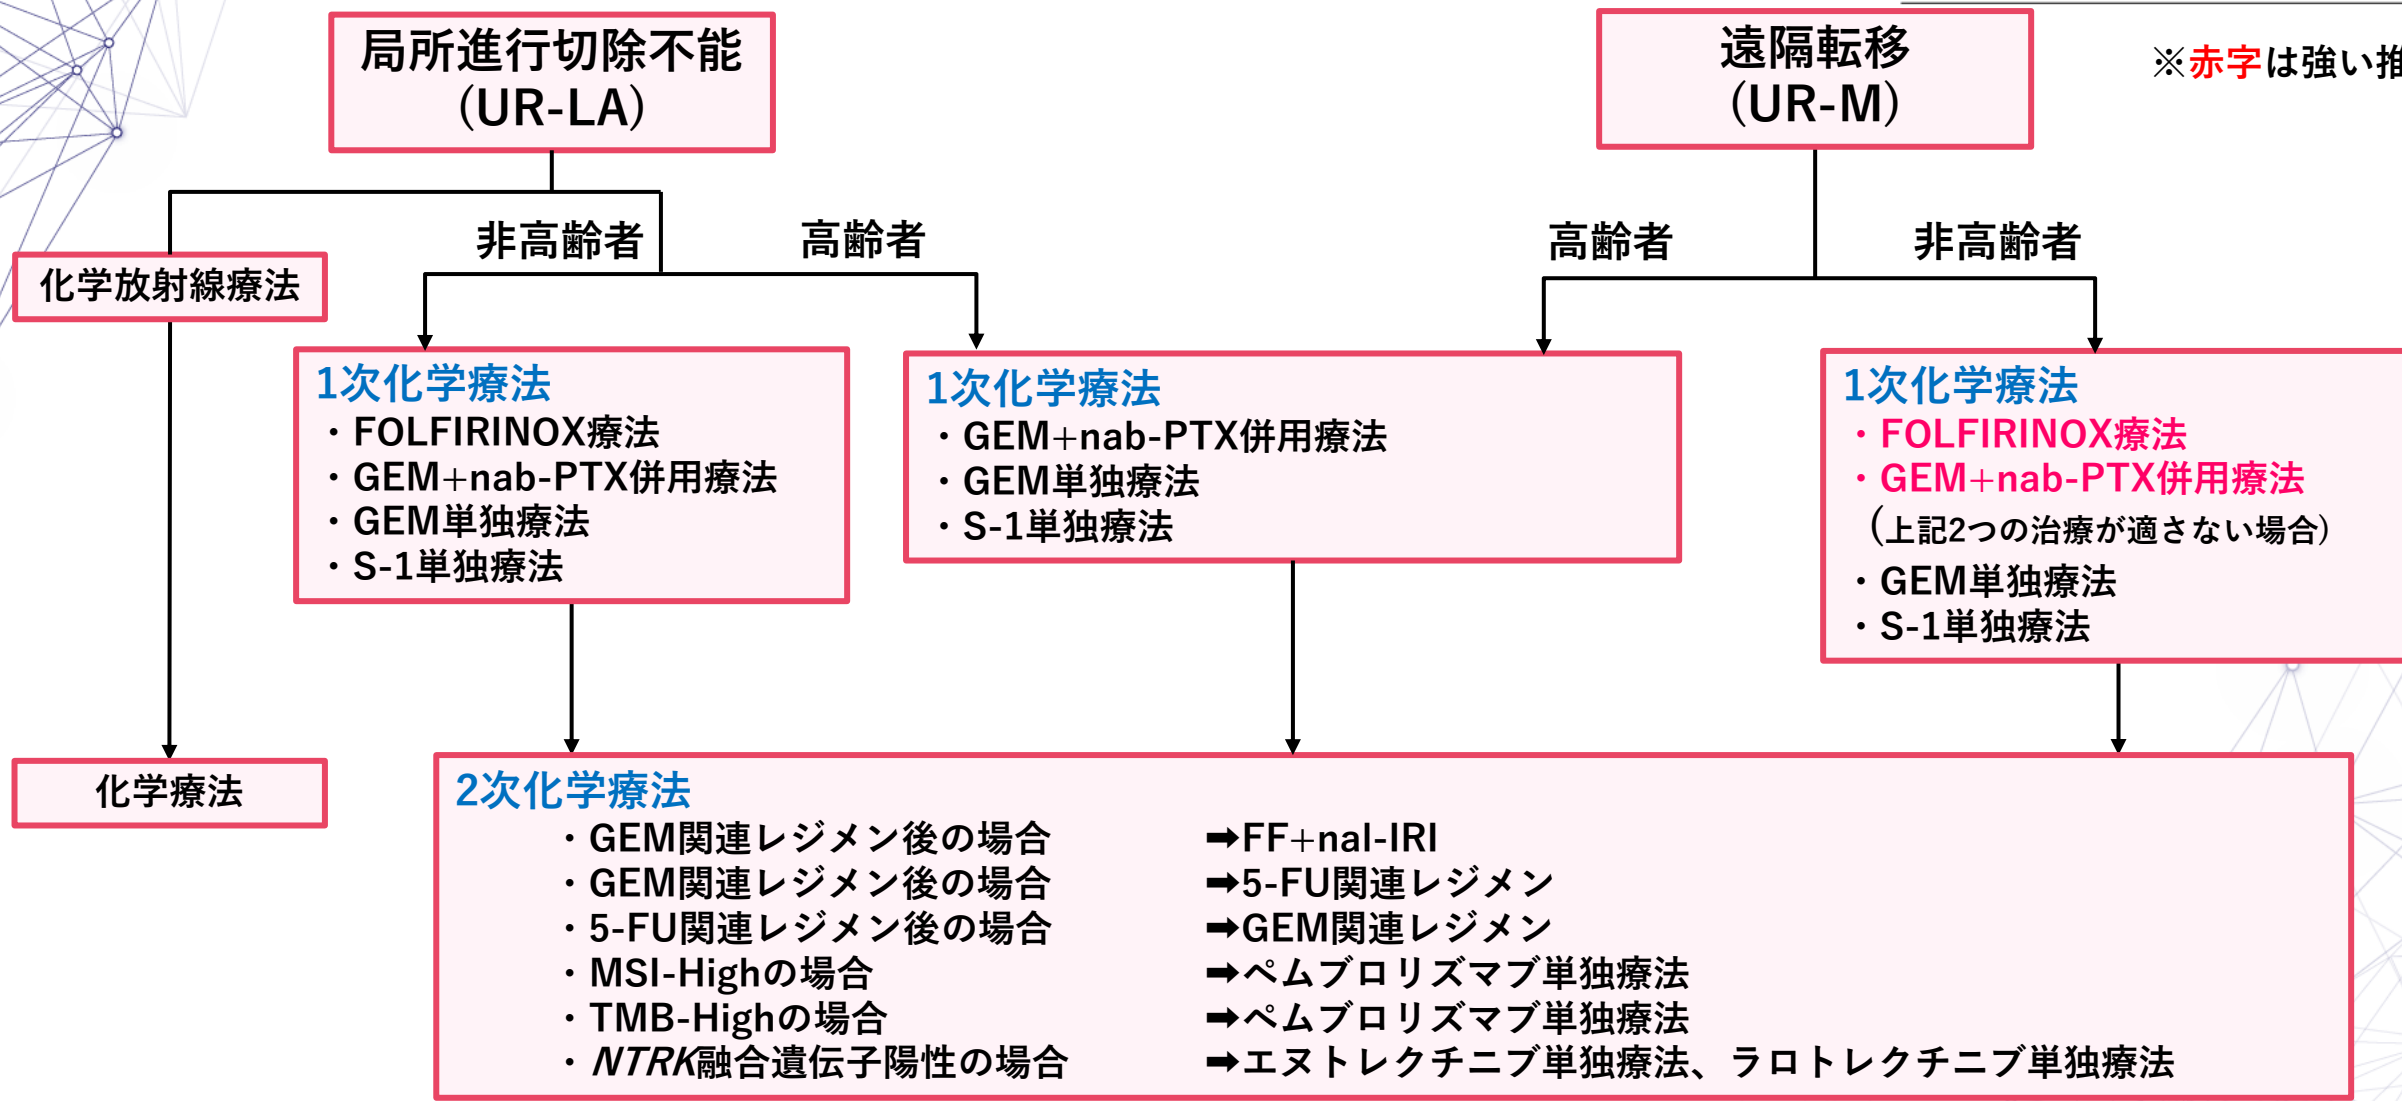 局所進行切除不能
(UR-LA)
遠隔転移
(UR-M)
※赤字は強い推
非高齢者
高齢者
高齢者
非高齢者
化学放射線療法
1次化学療法
・FOLFIRINOX療法
・GEM+nab-PTX併用療法
・GEM単独療法
・S-1単独療法
1次化学療法
・GEM+nab-PTX併用療法
・GEM単独療法
・S-1単独療法
1次化学療法
・FOLFIRINOX療法
・GEM+nab-PTX併用療法
(上記2つの治療が適さない場合)
・GEM単独療法
・S-1単独療法
化学療法
2次化学療法
・GEM関連レジメン後の場合 ➡FF+nal-IRI
・GEM関連レジメン後の場合 ➡5-FU関連レジメン
・5-FU関連レジメン後の場合 ➡GEM関連レジメン
・MSI-Highの場合 ➡ペムブロリズマブ単独療法
・TMB-Highの場合 ➡ペムブロリズマブ単独療法
・NTRK融合遺伝子陽性の場合 ➡エヌトレクチニブ単独療法、ラロトレクチニブ単独療法